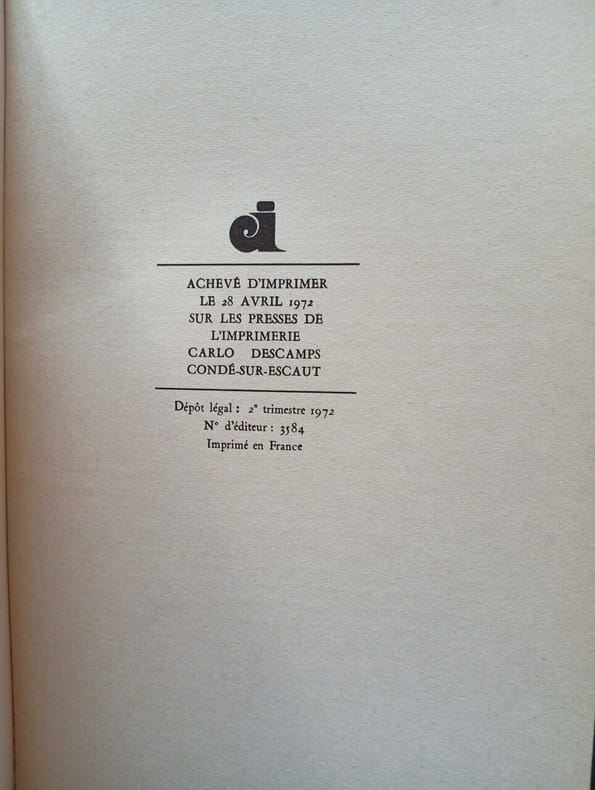 ACHEVÉ D'IMPRIMER
LE 28 AVRIL 1972
SUR LES PRESSES DE
L'IMPRIMERIE
CARLO DESCAMPS
CONDÉ-SUR-ESCAUT
Dépôt légal : 2e trimestre 1972
N° d'éditeur : 3584
Imprimé en France